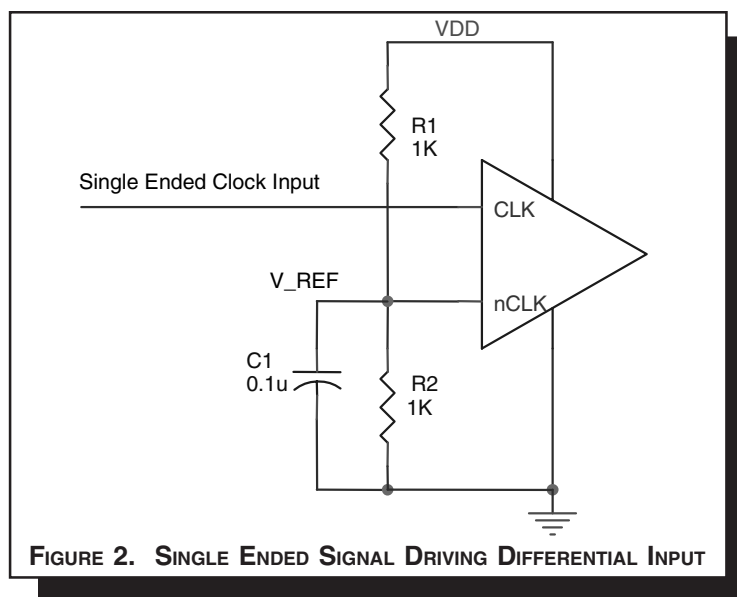 VDD
R1
1K
Single Ended Clock Input
CLK
V_REF
nCLK
C1
0.1u
R2
1K
FIGURE 2. SINGLE ENDED SIGNAL DRIVING DIFFERENTIAL INPUT